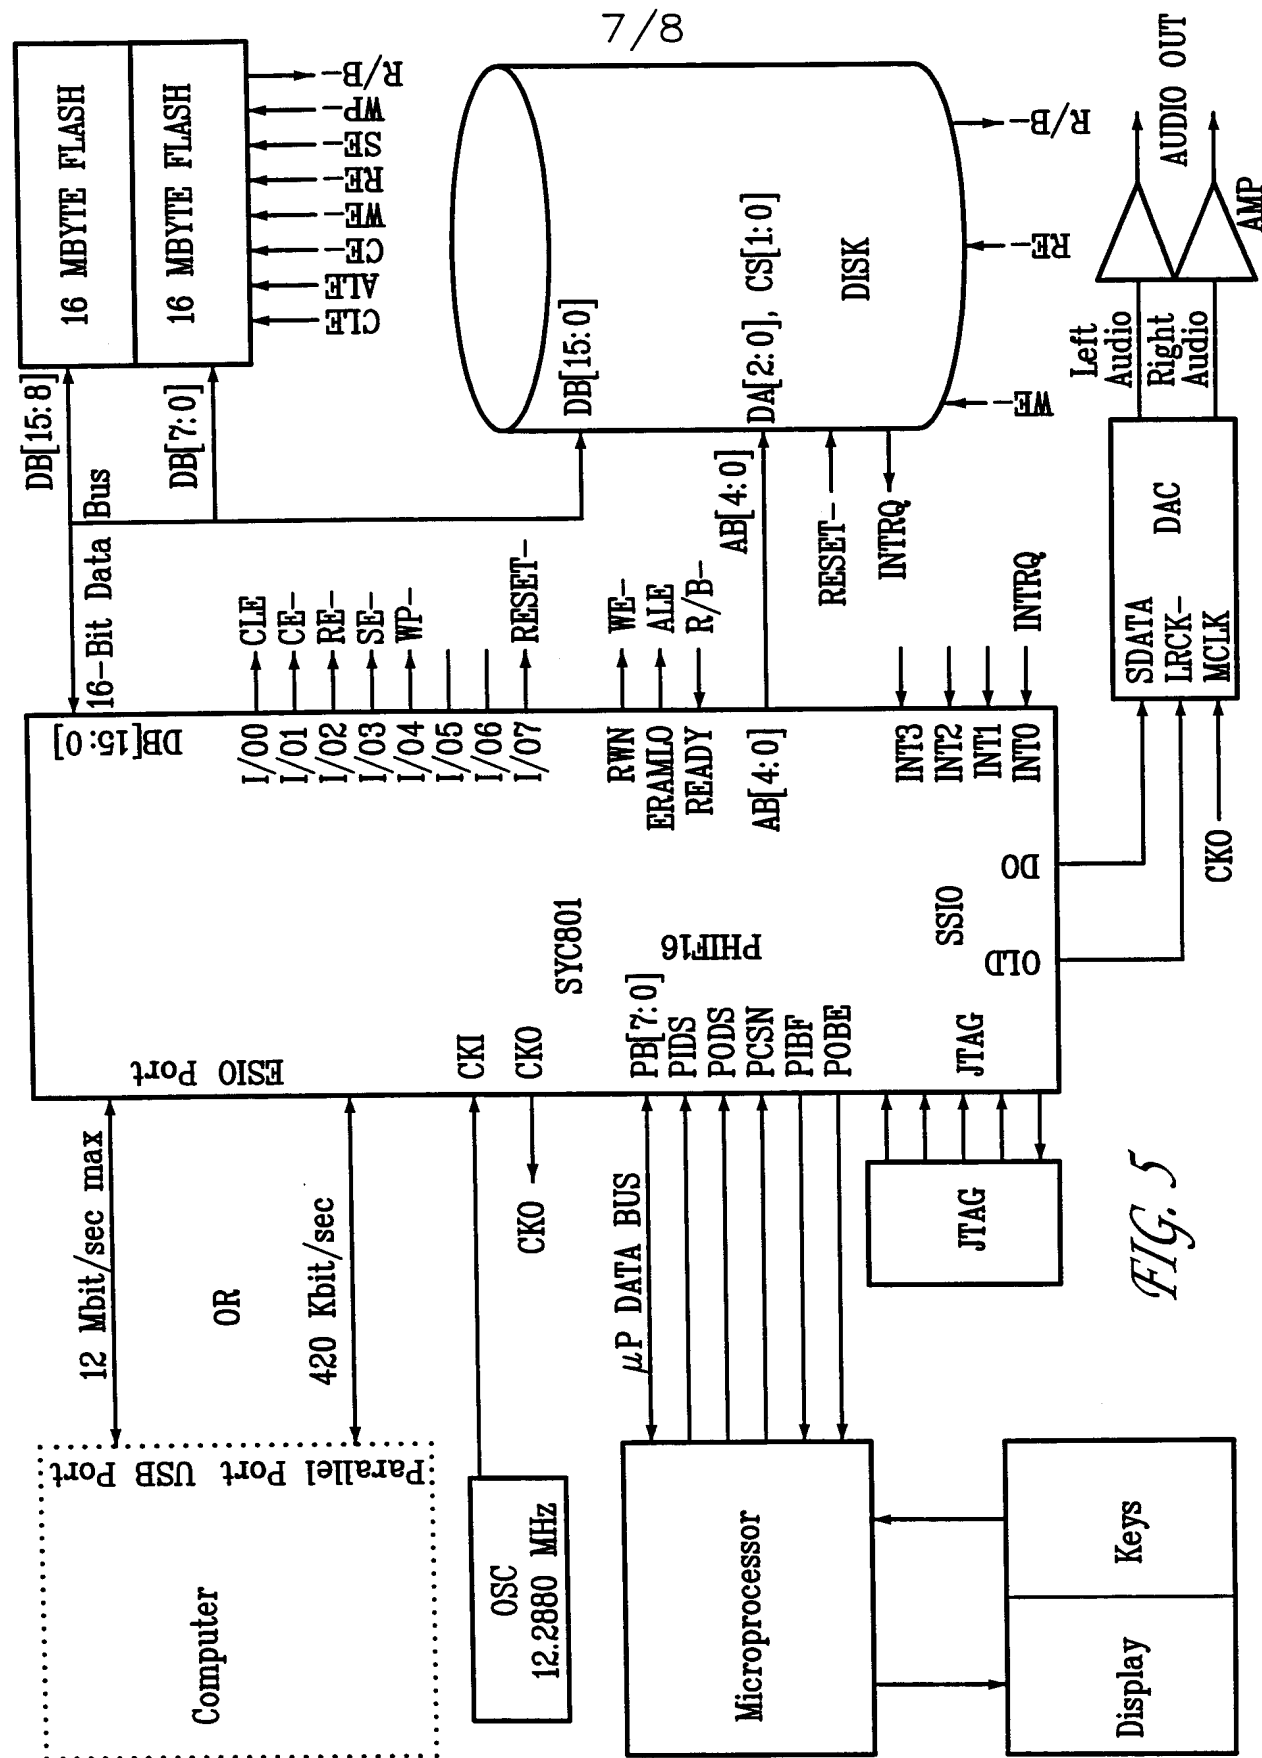 7/8
Computer
USB Port
Parallel Port
12 Mbit/sec max
OR
420 Kbit/sec
OSC
12.2880 MHz
CKO
Microprocessor
µP DATA BUS
Display
Keys
JTAG
ESIO Port
CKI
CKO
SYC801
PHIF16
PB[7:0]
PIDS
PODS
PCSN
PIBF
POBE
JTAG
SSIO
OLD
DO
DB[15:0]
I/O0
I/O1
I/O2
I/O3
I/O4
I/O5
I/O6
I/O7
RWN
ERAMLO
READY
AB[4:0]
INT3
INT2
INT1
INT0
16-Bit Data Bus
CLE
CE-
RE-
SE-
WP-
RESET-
WE-
ALE
R/B-
AB[4:0]
RESET-
INTRQ
INTRQ
DB[15:8]
DB[7:0]
16 MBYTE FLASH
16 MBYTE FLASH
CLE
ALE
CE-
WE-
RE-
SE-
WP-
R/B-
DB[15:0]
DA[2:0], CS[1:0]
DISK
WE-
RE-
R/B-
SDATA
LRCK-
MCLK
DAC
CKO
Left
Audio
Right
Audio
AMP
AUDIO OUT
FIG. 5